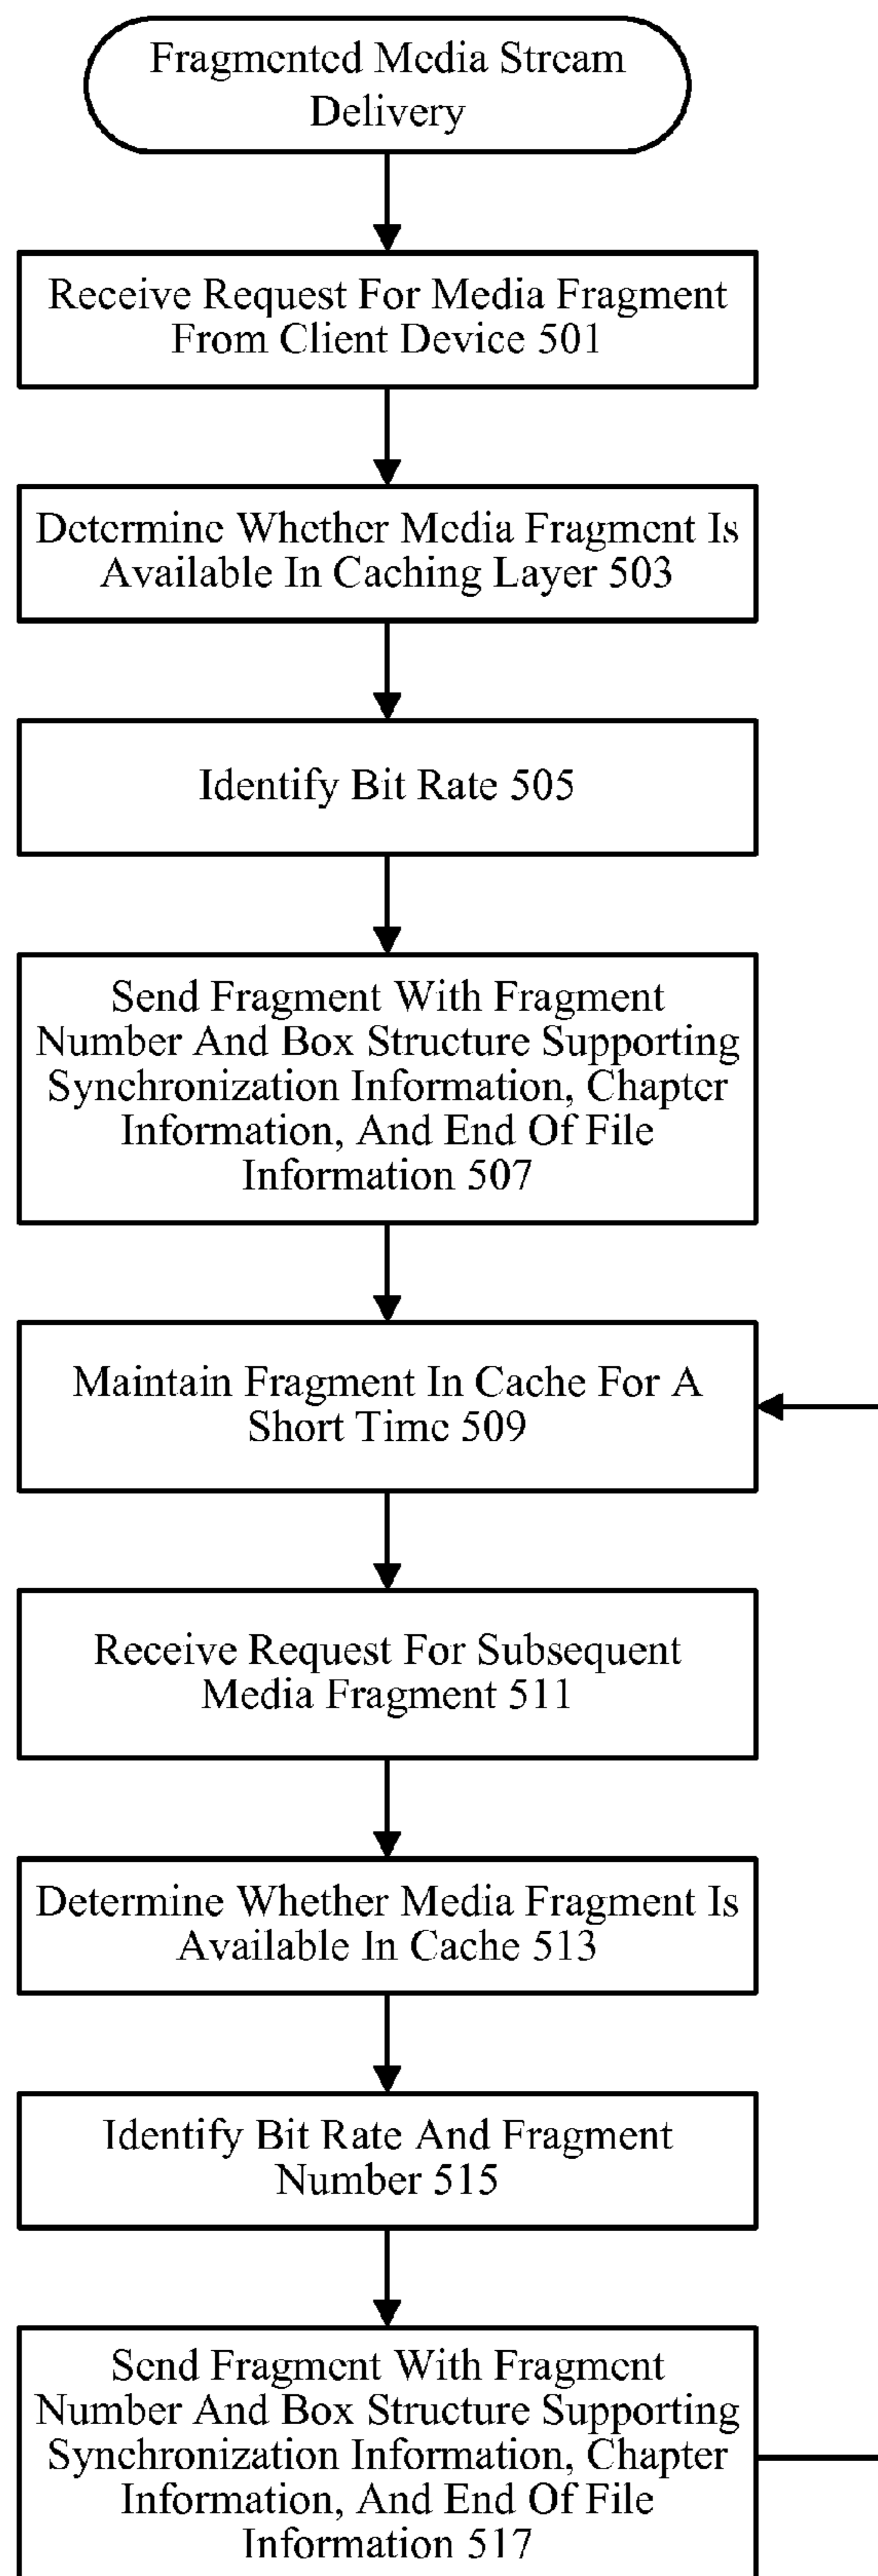 Fragmented Media Stream
Delivery
Receive Request For Media Fragment
From Client Device 501
Determine Whether Media Fragment Is
Available In Caching Layer 503
Identify Bit Rate 505
Send Fragment With Fragment
Number And Box Structure Supporting
Synchronization Information, Chapter
Information, And End Of File
Information 507
Maintain Fragment In Cache For A
Short Time 509
Receive Request For Subsequent
Media Fragment 511
Determine Whether Media Fragment Is
Available In Cache 513
Identify Bit Rate And Fragment
Number 515
Send Fragment With Fragment
Number And Box Structure Supporting
Synchronization Information, Chapter
Information, And End Of File
Information 517